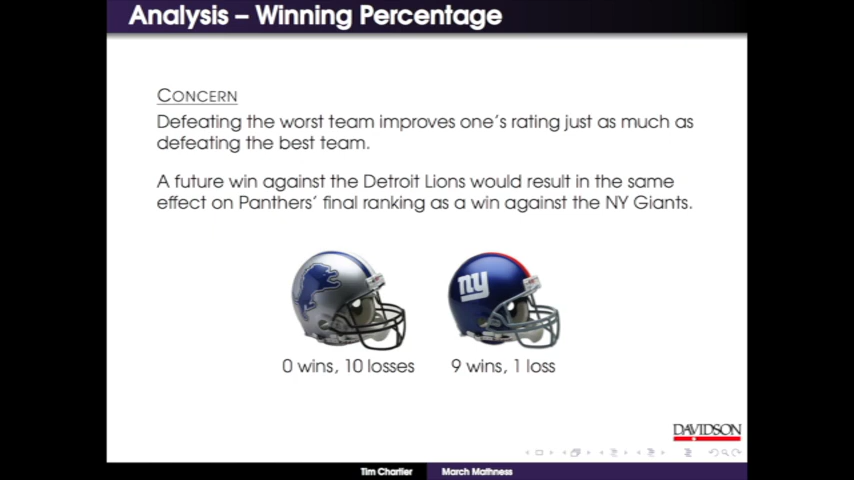 Analysis – Winning Percentage
CONCERN
Defeating the worst team improves one's rating just as much as
defeating the best team.
A future win against the Detroit Lions would result in the same
effect on Panthers' final ranking as a win against the NY Giants.
ny
0 wins, 10 losses
9 wins, 1 loss
DAVIDSON
Tim Chartier
March Mathness